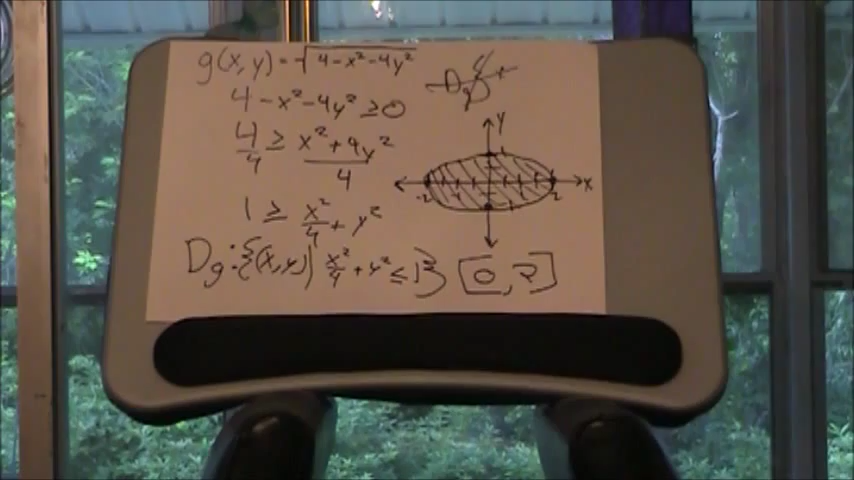 g(x,y)=√4-x²-4y²
4-x²-4y²≥0
4/4 ≥ x²+4y²/4
1 ≥ x²/4 + y²
Dg:{(x,y)| x²/4 + y² ≤ 1} [0,2]
y
x
-2
2